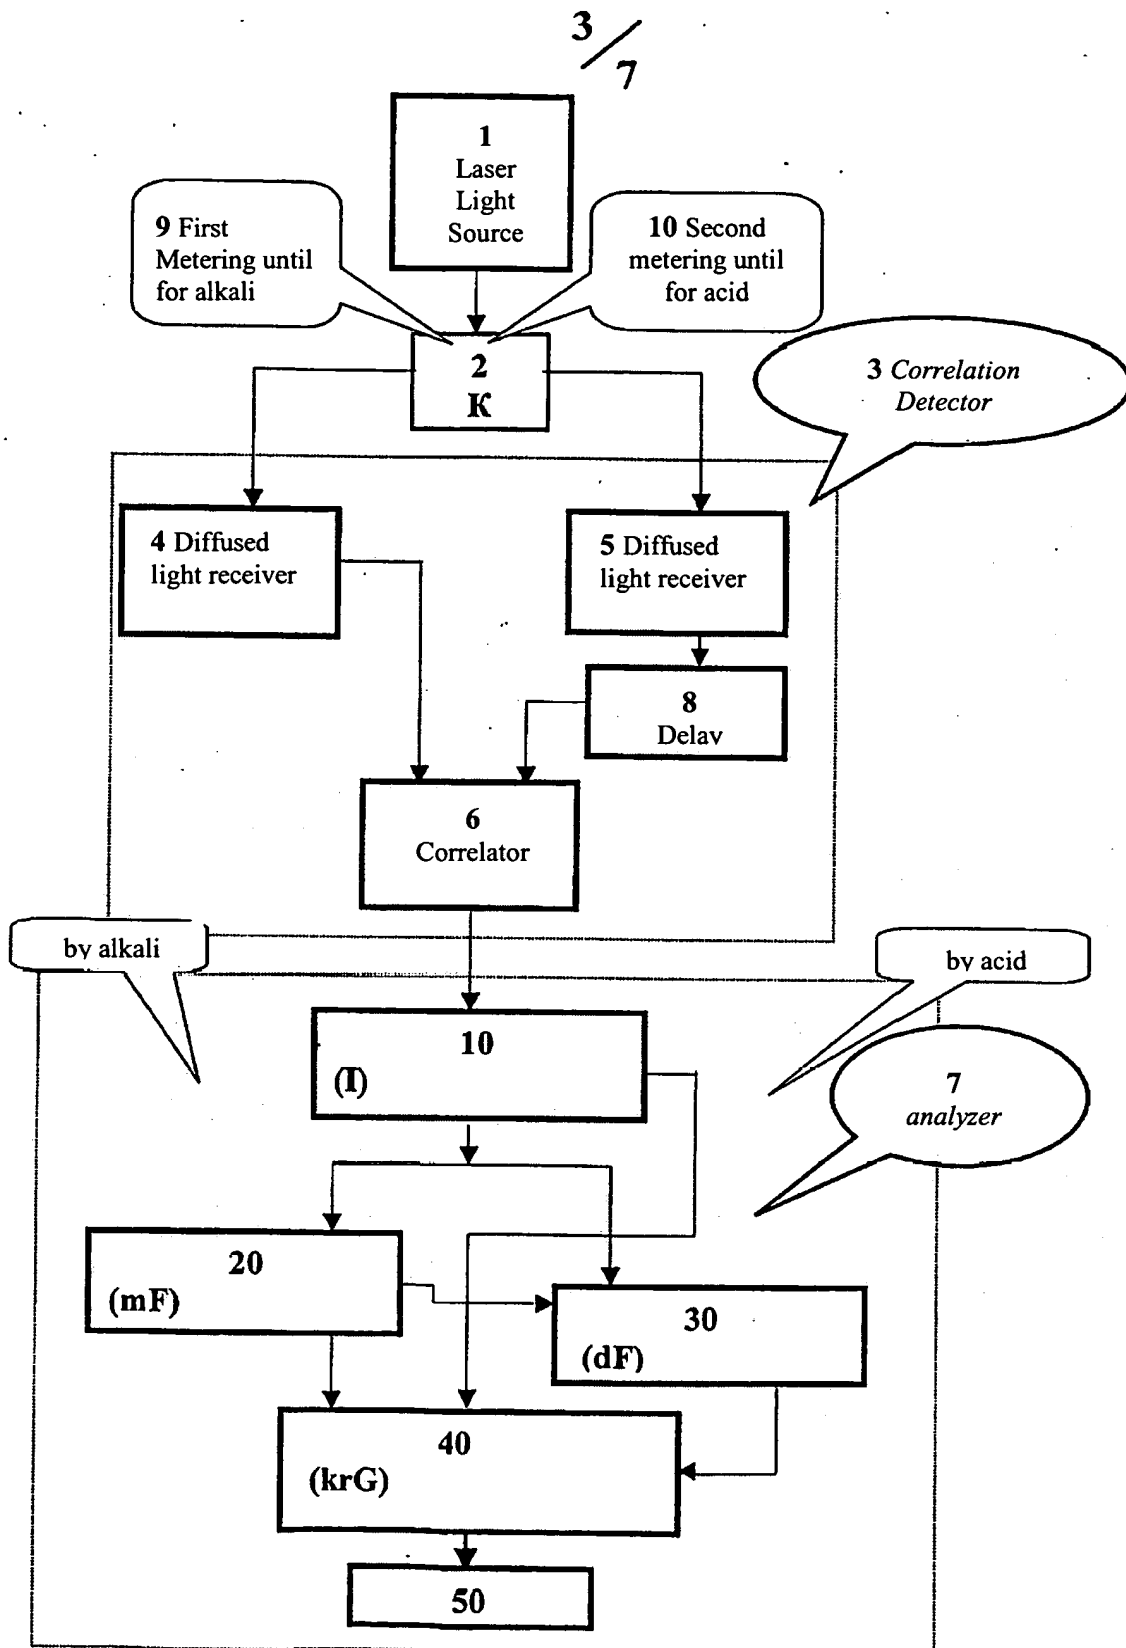 3/7
1
Laser
Light
Source
9 First
Metering until
for alkali
10 Second
metering until
for acid
2
K
3 Correlation
Detector
4 Diffused
light receiver
5 Diffused
light receiver
8
Delav
6
Correlator
by alkali
by acid
10
(I)
7
analyzer
20
(mF)
30
(dF)
40
(krG)
50